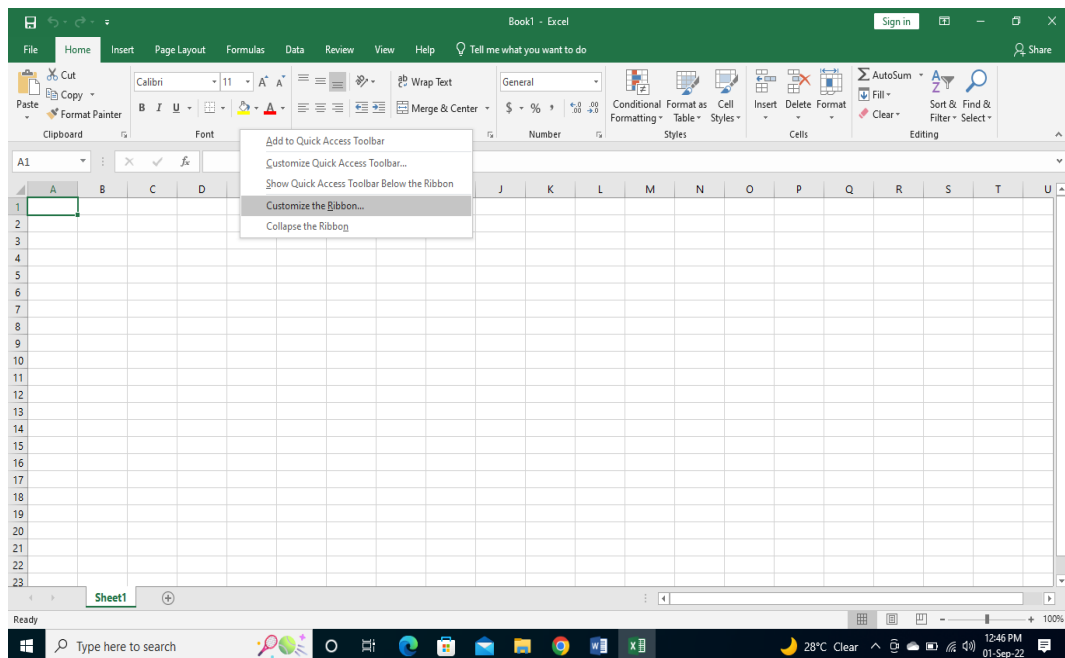 Book1 - Excel
Sign in
File Home Insert Page Layout Formulas Data Review View Help Tell me what you want to do Share
Paste
Cut
Copy
Format Painter
Clipboard
Calibri 11 A A
B I U A
Font
ab Wrap Text
Merge & Center
General
$ % ,
Number
Conditional Formatting
Format as Table
Cell Styles
Styles
Insert Delete Format
Cells
AutoSum
Fill
Clear
Sort & Filter
Find & Select
Editing
Add to Quick Access Toolbar
Customize Quick Access Toolbar...
Show Quick Access Toolbar Below the Ribbon
Customize the Ribbon...
Collapse the Ribbon
A1 fx
A B C D J K L M N O P Q R S T U
1
2
3
4
5
6
7
8
9
10
11
12
13
14
15
16
17
18
19
20
21
22
23
Sheet1
Ready 100%
Type here to search
28°C Clear
12:46 PM
01-Sep-22